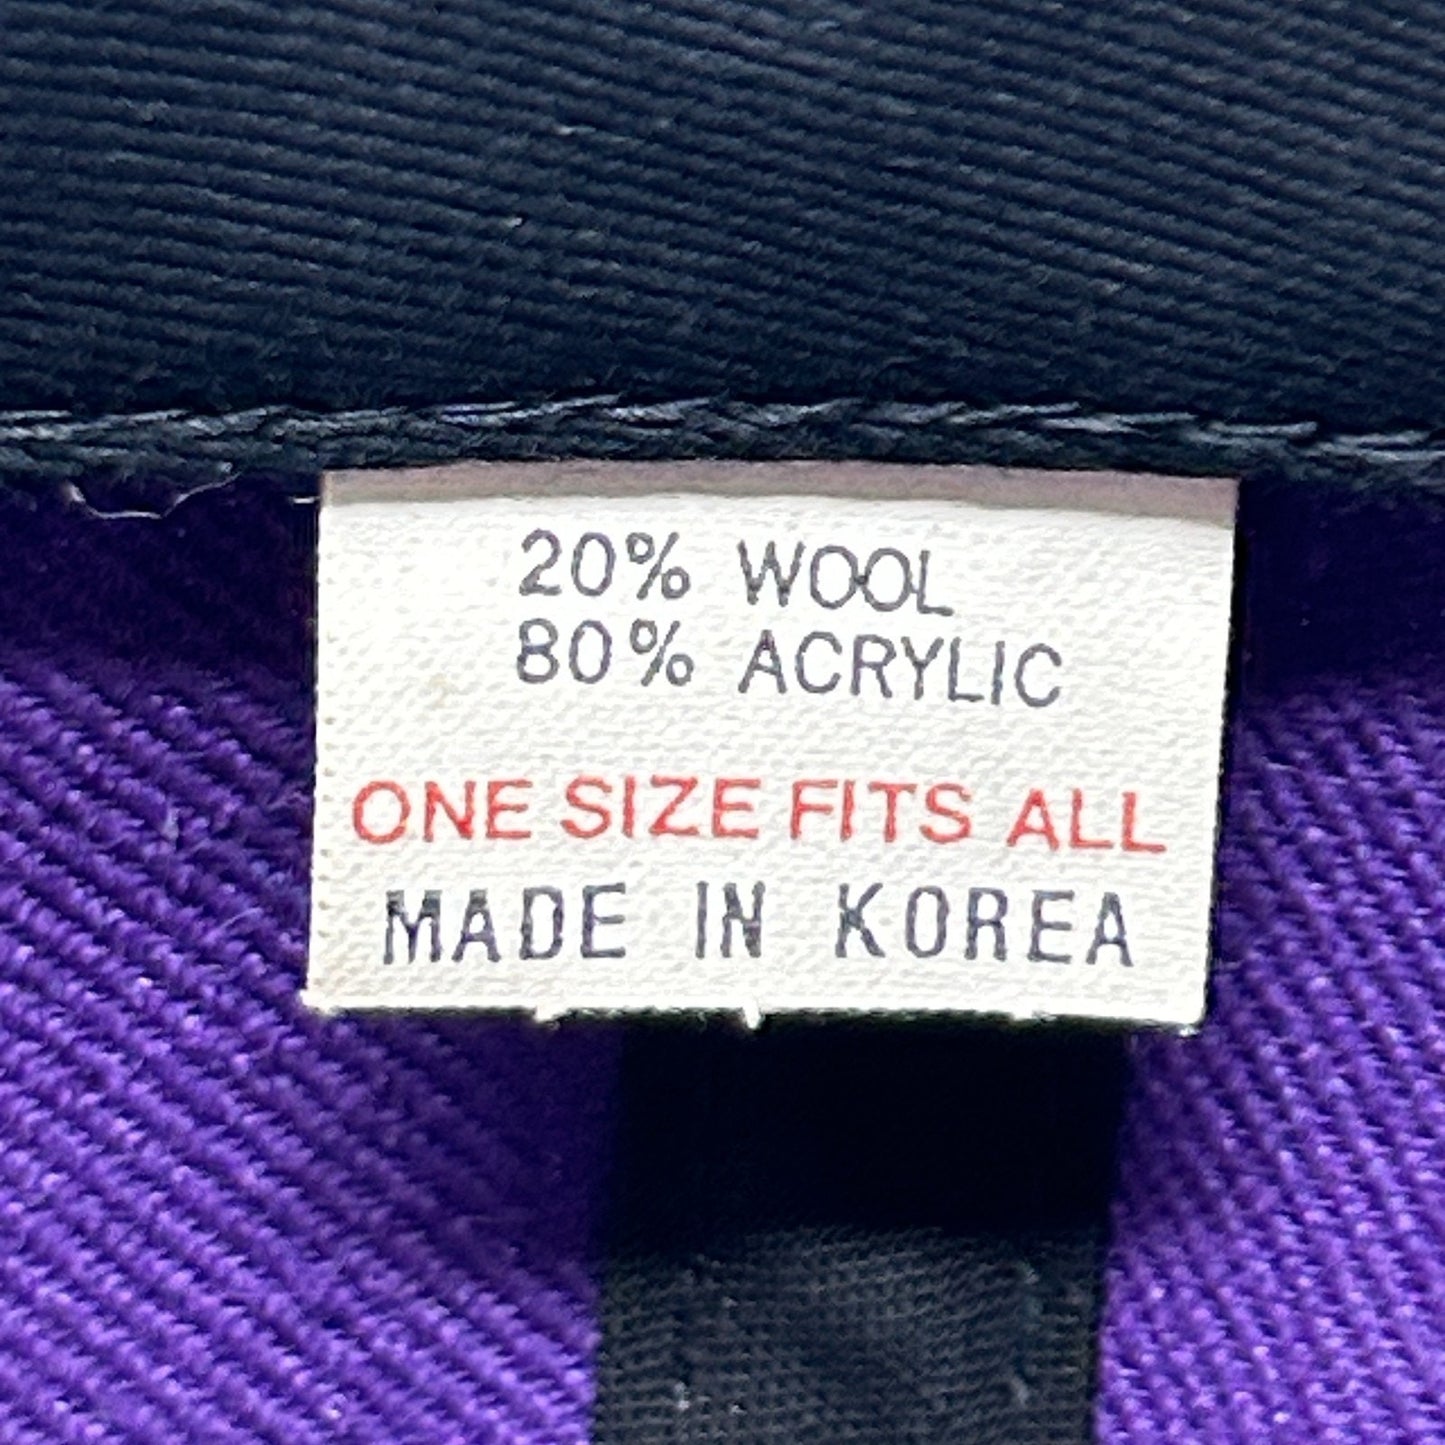 20% WOOL
80% ACRYLIC
ONE SIZE FITS ALL
MADE IN KOREA